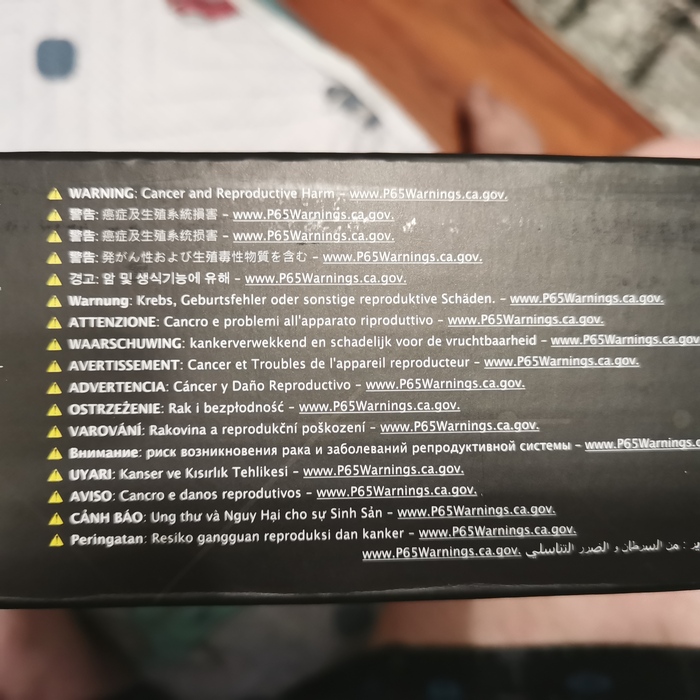 ⚠ WARNING: Cancer and Reproductive Harm – www.P65Warnings.ca.gov.
⚠ 警告: 癌症及生殖系統損害 – www.P65Warnings.ca.gov.
⚠ 警告: 癌症及生殖系统损害 – www.P65Warnings.ca.gov.
⚠ 警告: 発がん性および生殖毒性物質を含む – www.P65Warnings.ca.gov.
⚠ 경고: 암 및 생식기능에 유해 – www.P65Warnings.ca.gov.
⚠ Warnung: Krebs, Geburtsfehler oder sonstige reproduktive Schäden. – www.P65Warnings.ca.gov.
⚠ ATTENZIONE: Cancro e problemi all'apparato riproduttivo – www.P65Warnings.ca.gov.
⚠ WAARSCHUWING: kankerverwekkend en schadelijk voor de vruchtbaarheid – www.P65Warnings.ca.gov
⚠ AVERTISSEMENT: Cancer et Troubles de l'appareil reproducteur – www.P65Warnings.ca.gov.
⚠ ADVERTENCIA: Cáncer y Daño Reproductivo – www.P65Warnings.ca.gov.
⚠ OSTRZEŻENIE: Rak i bezpłodność – www.P65Warnings.ca.gov.
⚠ VAROVÁNÍ: Rakovina a reprodukční poškození – www.P65Warnings.ca.gov.
⚠ Внимание: риск возникновения рака и заболеваний репродуктивной системы – www.P65Warnings.c
⚠ UYARI: Kanser ve Kısırlık Tehlikesi – www.P65Warnings.ca.gov.
⚠ AVISO: Cancro e danos reprodutivos – www.P65Warnings.ca.gov.
⚠ CẢNH BÁO: Ung thư và Nguy Hại cho sự Sinh Sản – www.P65Warnings.ca.gov.
⚠ Peringatan: Resiko gangguan reproduksi dan kanker – www.P65Warnings.ca.gov.
: من السرطان و الضرر التناسلي www.P65Warnings.ca.gov.